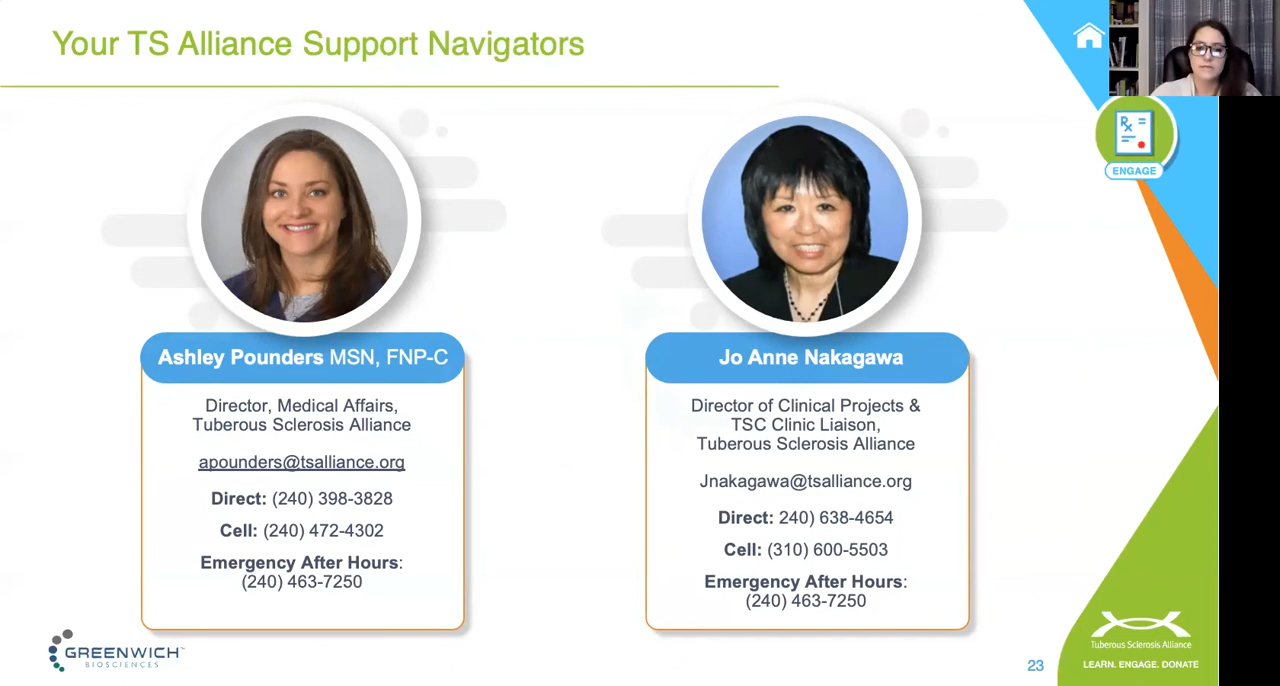 Your TS Alliance Support Navigators
Rx
ENGAGE
Ashley Pounders MSN, FNP-C
Director, Medical Affairs,
Tuberous Sclerosis Alliance
apounders@tsalliance.org
Direct: (240) 398-3828
Cell: (240) 472-4302
Emergency After Hours:
(240) 463-7250
Jo Anne Nakagawa
Director of Clinical Projects &
TSC Clinic Liaison,
Tuberous Sclerosis Alliance
Jnakagawa@tsalliance.org
Direct: 240) 638-4654
Cell: (310) 600-5503
Emergency After Hours:
(240) 463-7250
GREENWICH™
BIOSCIENCES
23
Tuberous Sclerosis Alliance
LEARN. ENGAGE. DONATE